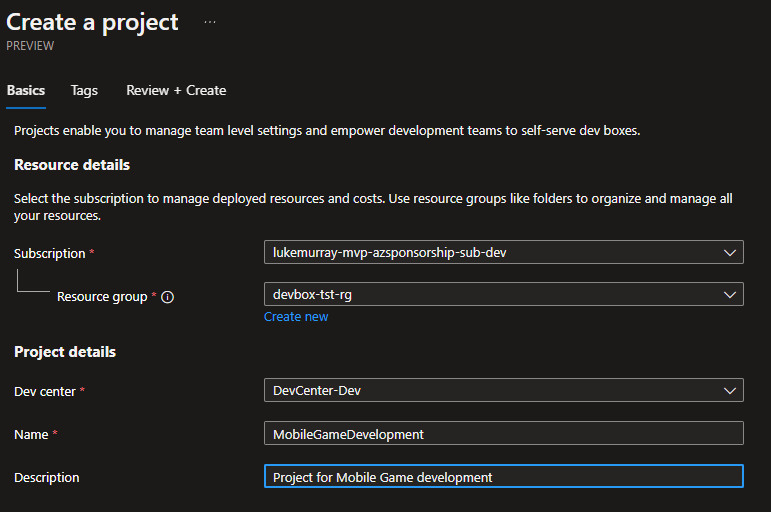 Create a project ...
PREVIEW
Basics Tags Review + Create
Projects enable you to manage team level settings and empower development teams to self-serve dev boxes.
Resource details
Select the subscription to manage deployed resources and costs. Use resource groups like folders to organize and manage all
your resources.
Subscription * lukemurray-mvp-azsponsorship-sub-dev
Resource group * devbox-tst-rg
Create new
Project details
Dev center * DevCenter-Dev
Name * MobileGameDevelopment
Description Project for Mobile Game development